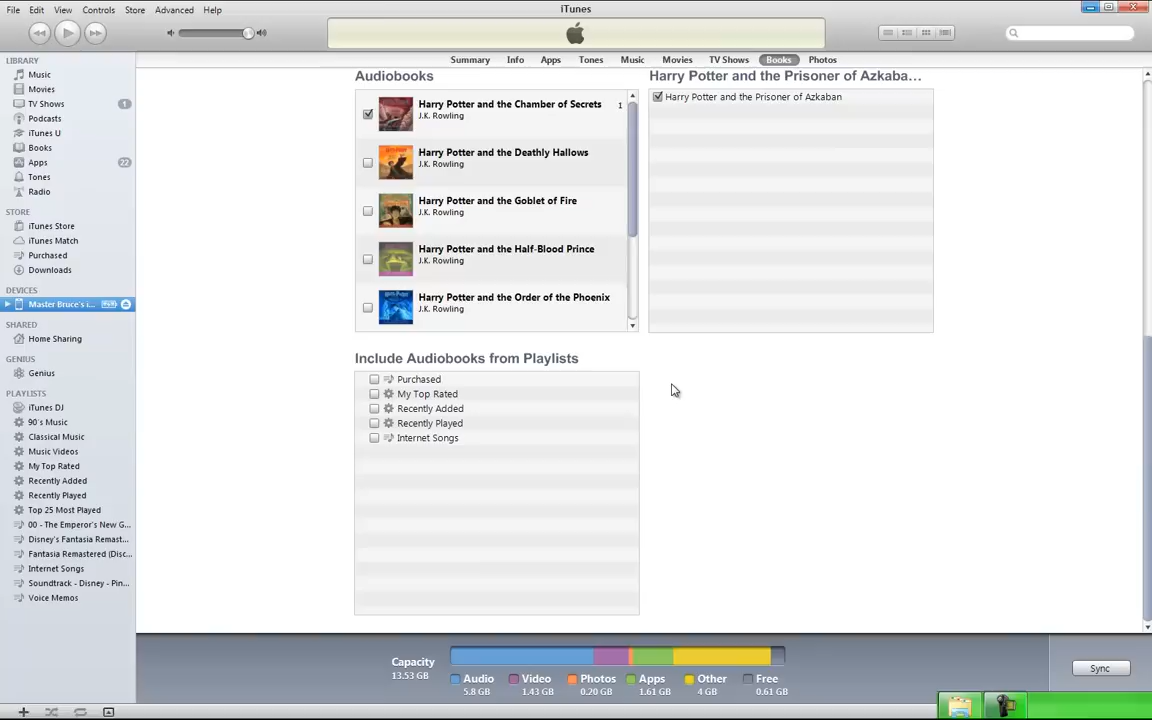 File Edit View Controls Store Advanced Help
iTunes
LIBRARY
Music
Movies
TV Shows 1
Podcasts
iTunes U
Books
Apps 22
Tones
Radio
STORE
iTunes Store
iTunes Match
Purchased
Downloads
DEVICES
Master Bruce's i...
SHARED
Home Sharing
GENIUS
Genius
PLAYLISTS
iTunes DJ
90's Music
Classical Music
Music Videos
My Top Rated
Recently Added
Recently Played
Top 25 Most Played
00 - The Emperor's New G...
Disney's Fantasia Remast...
Fantasia Remastered (Disc...
Internet Songs
Soundtrack - Disney - Pin...
Voice Memos
Summary Info Apps Tones Music Movies TV Shows Books Photos
Audiobooks
Harry Potter and the Chamber of Secrets 1
J.K. Rowling
Harry Potter and the Deathly Hallows
J.K. Rowling
Harry Potter and the Goblet of Fire
J.K. Rowling
Harry Potter and the Half-Blood Prince
J.K. Rowling
Harry Potter and the Order of the Phoenix
J.K. Rowling
Harry Potter and the Prisoner of Azkaba...
Harry Potter and the Prisoner of Azkaban
Include Audiobooks from Playlists
Purchased
My Top Rated
Recently Added
Recently Played
Internet Songs
Capacity
13.53 GB
Audio Video Photos Apps Other Free
5.8 GB 1.43 GB 0.20 GB 1.61 GB 4 GB 0.61 GB
Sync